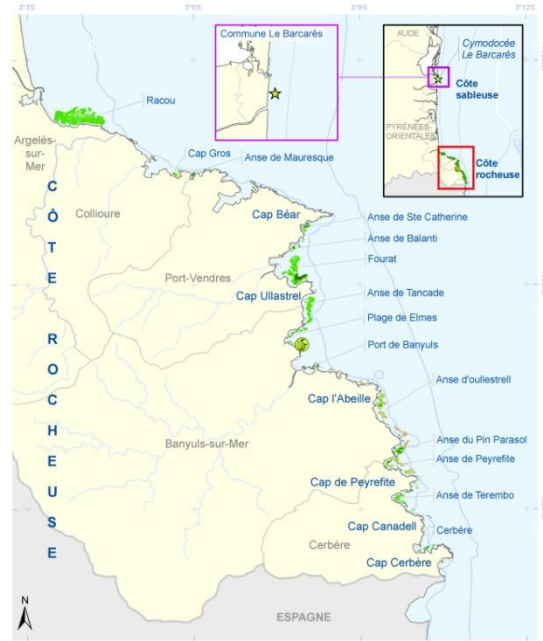 3°3'E
3°6'E
3°9'E
3°12'E
Commune Le Barcarès
AUDE
Cymodocée
Le Barcarès
Côte
sableuse
PYRÉNÉES-
ORIENTALES
Côte
rocheuse
Racou
Argelès-
sur-
Mer
Cap Gros
Anse de Mauresque
CÔTE ROCHEUSE
Collioure
Cap Béar
Anse de Ste Catherine
Anse de Balanti
Fourat
Port-Vendres
Cap Ullastrel
Anse de Tancade
Plage de Elmes
Port de Banyuls
Anse d'oullestrell
Cap l'Abeille
Banyuls-sur-Mer
Anse du Pin Parasol
Anse de Peyrefite
Cap de Peyrefite
Anse de Terembo
Cap Canadell
Cerbère
Cerbère
Cap Cerbère
N
ESPAGNE